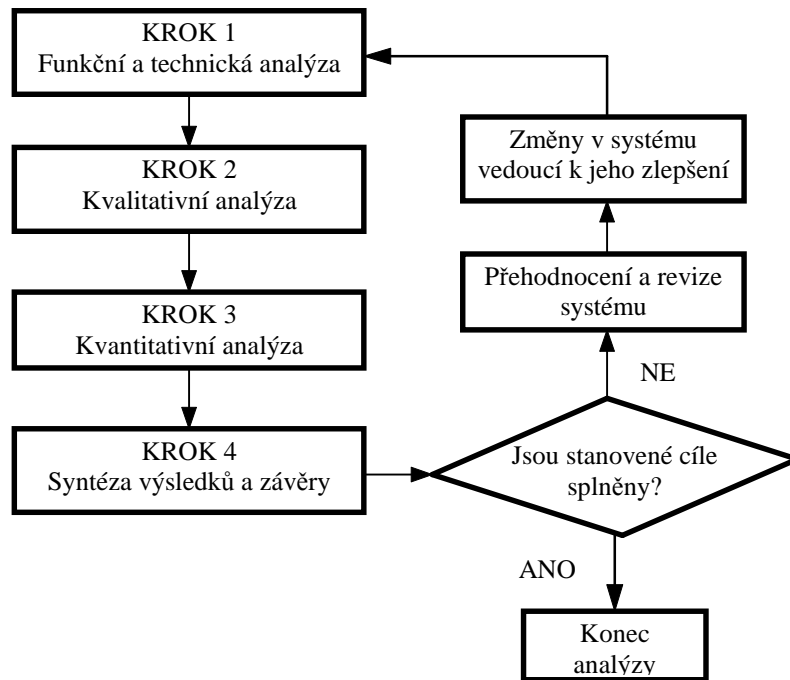 KROK 1
Funkční a technická analýza
KROK 2
Kvalitativní analýza
KROK 3
Kvantitativní analýza
KROK 4
Syntéza výsledků a závěry
Jsou stanovené cíle
splněny?
NE
Přehodnocení a revize
systému
Změny v systému
vedoucí k jeho zlepšení
ANO
Konec
analýzy